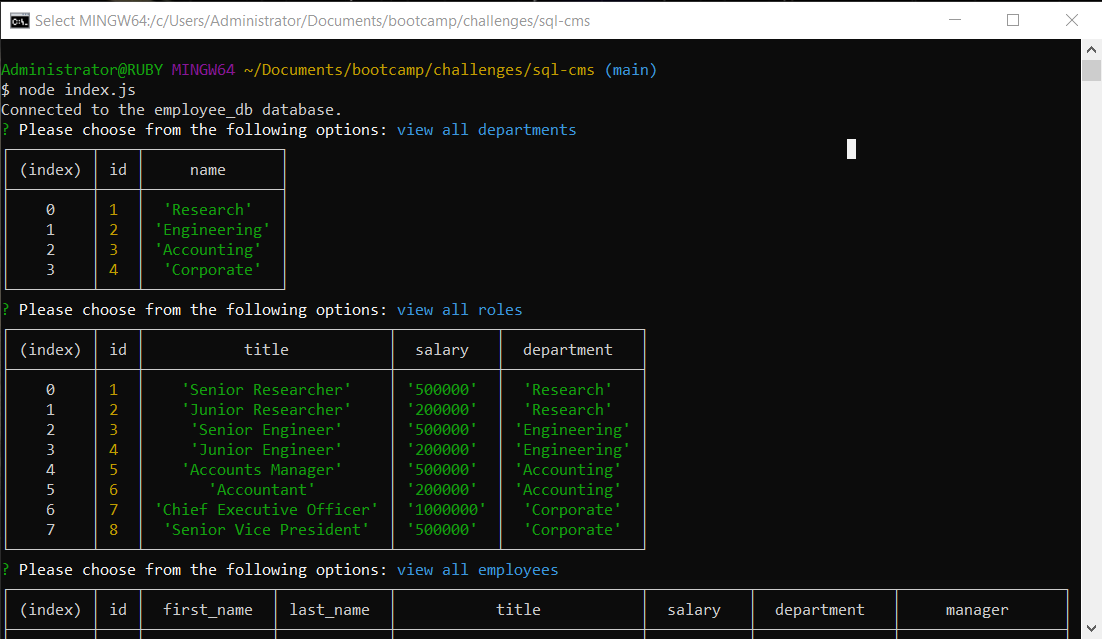 Select MINGW64:/c/Users/Administrator/Documents/bootcamp/challenges/sql-cms
Administrator@RUBY MINGW64 ~/Documents/bootcamp/challenges/sql-cms (main)
$ node index.js
Connected to the employee_db database.
? Please choose from the following options: view all departments
(index) id name
0 1 'Research'
1 2 'Engineering'
2 3 'Accounting'
3 4 'Corporate'
? Please choose from the following options: view all roles
(index) id title salary department
0 1 'Senior Researcher' '500000' 'Research'
1 2 'Junior Researcher' '200000' 'Research'
2 3 'Senior Engineer' '500000' 'Engineering'
3 4 'Junior Engineer' '200000' 'Engineering'
4 5 'Accounts Manager' '500000' 'Accounting'
5 6 'Accountant' '200000' 'Accounting'
6 7 'Chief Executive Officer' '1000000' 'Corporate'
7 8 'Senior Vice President' '500000' 'Corporate'
? Please choose from the following options: view all employees
(index) id first_name last_name title salary department manager